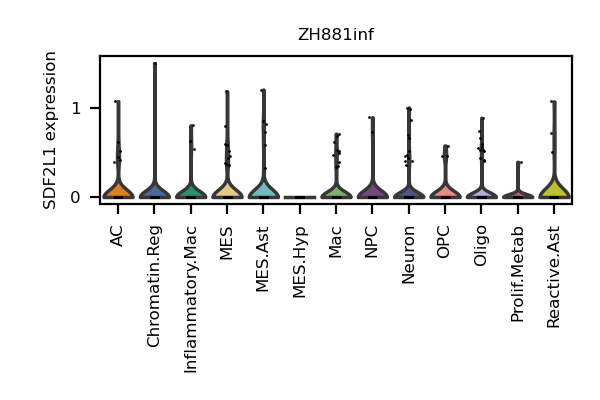 ZH881inf
SDF2L1 expression
1
0
AC
Chromatin.Reg
Inflammatory.Mac
MES
MES.Ast
MES.Hyp
Mac
NPC
Neuron
OPC
Oligo
Prolif.Metab
Reactive.Ast